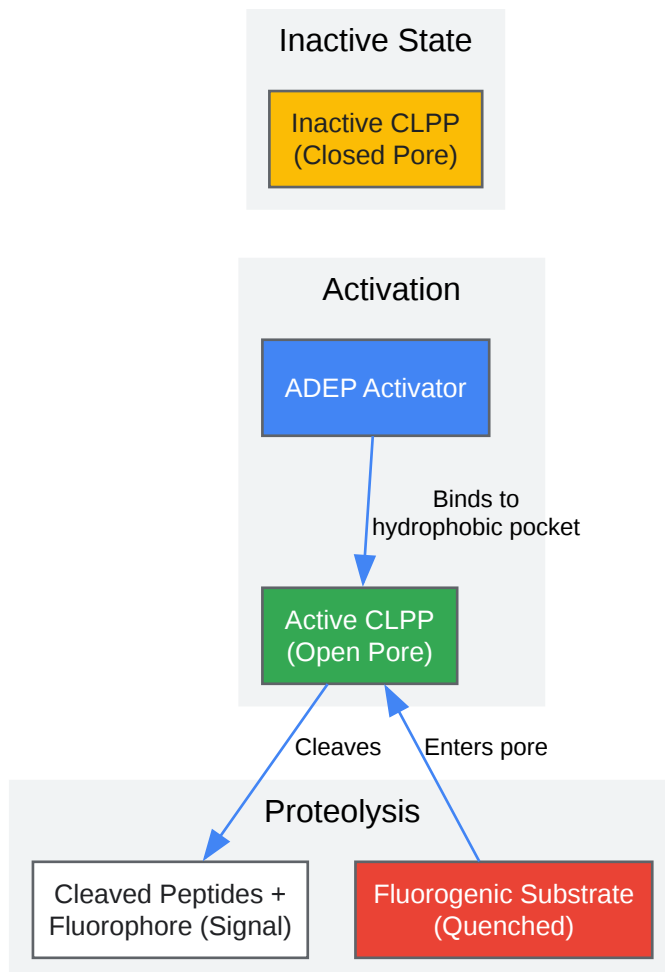 Inactive State
Inactive CLPP
(Closed Pore)
Activation
ADEP Activator
Binds to
hydrophobic pocket
Active CLPP
(Open Pore)
Cleaves
Enters pore
Proteolysis
Cleaved Peptides +
Fluorophore (Signal)
Fluorogenic Substrate
(Quenched)